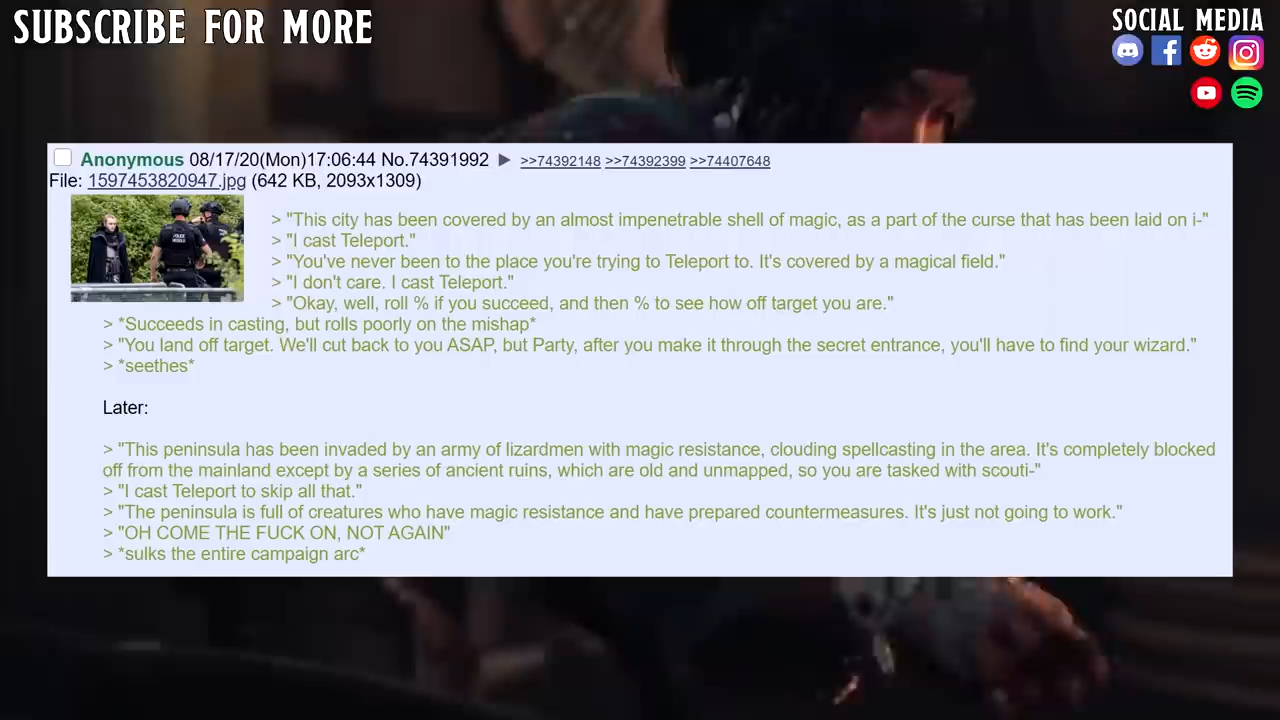 SUBSCRIBE FOR MORE
SOCIAL MEDIA
Anonymous 08/17/20(Mon)17:06:44 No.74391992 ▶ >>74392148 >>74392399 >>74407648
File: 1597453820947.jpg (642 KB, 2093x1309)
> "This city has been covered by an almost impenetrable shell of magic, as a part of the curse that has been laid on i-"
> "I cast Teleport."
> "You've never been to the place you're trying to Teleport to. It's covered by a magical field."
> "I don't care. I cast Teleport."
> "Okay, well, roll % if you succeed, and then % to see how off target you are."
> *Succeeds in casting, but rolls poorly on the mishap*
> "You land off target. We'll cut back to you ASAP, but Party, after you make it through the secret entrance, you'll have to find your wizard."
> *seethes*
Later:
> "This peninsula has been invaded by an army of lizardmen with magic resistance, clouding spellcasting in the area. It's completely blocked
off from the mainland except by a series of ancient ruins, which are old and unmapped, so you are tasked with scouti-"
> "I cast Teleport to skip all that."
> "The peninsula is full of creatures who have magic resistance and have prepared countermeasures. It's just not going to work."
> "OH COME THE FUCK ON, NOT AGAIN"
> *sulks the entire campaign arc*